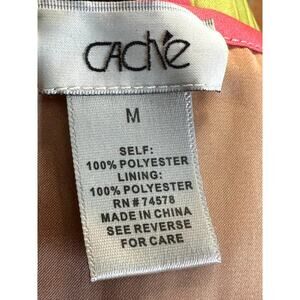 CAChé
M
SELF:
100% POLYESTER
LINING:
100% POLYESTER
RN# 74578
MADE IN CHINA
SEE REVERSE
FOR CARE